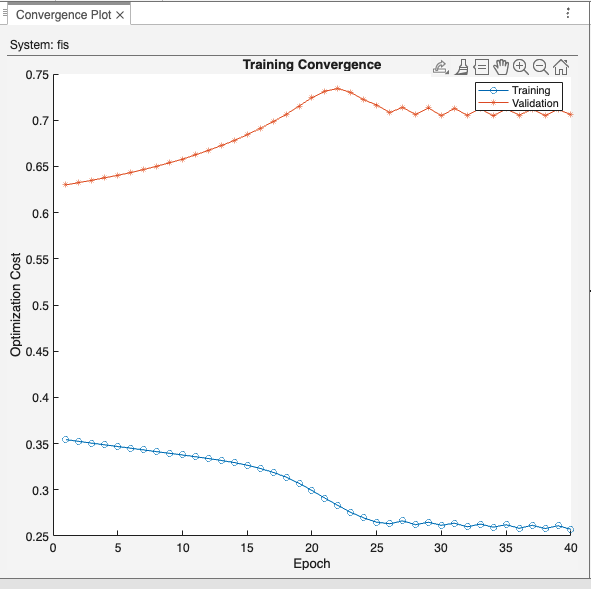 Convergence Plot ×
System: fis
Training Convergence
Training
Validation
0.75
0.7
0.65
0.6
0.55
0.5
0.45
0.4
0.35
0.3
0.25
Optimization Cost
0 5 10 15 20 25 30 35 40
Epoch